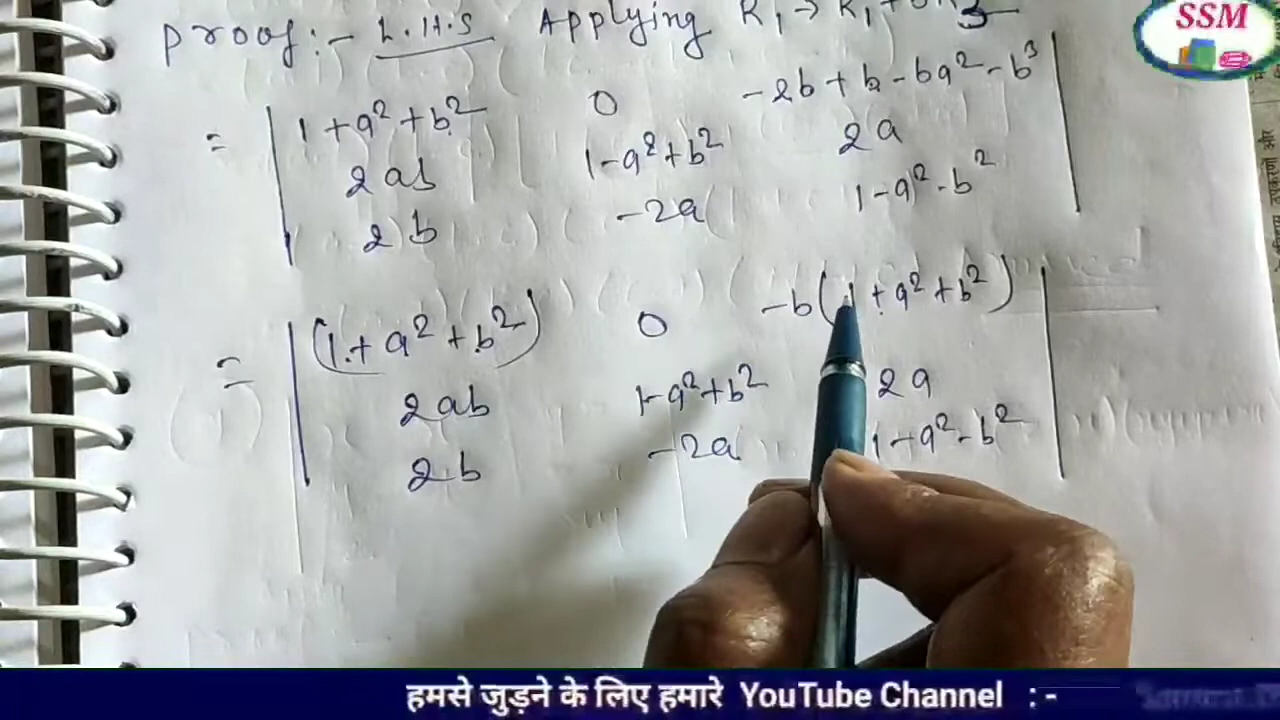 Proof:- L.H.S Applying R₁→R₁+bR₃
SSM
= | 1+a²+b² 0 -2b+b-ba²-b³ |
2ab 1-a²+b² 2a
2b -2a 1-a²-b²
= | (1+a²+b²) 0 -b(1+a²+b²) |
2ab 1-a²+b² 2a
2b -2a 1-a²-b²
हमसे जुड़ने के लिए हमारे YouTube Channel :-